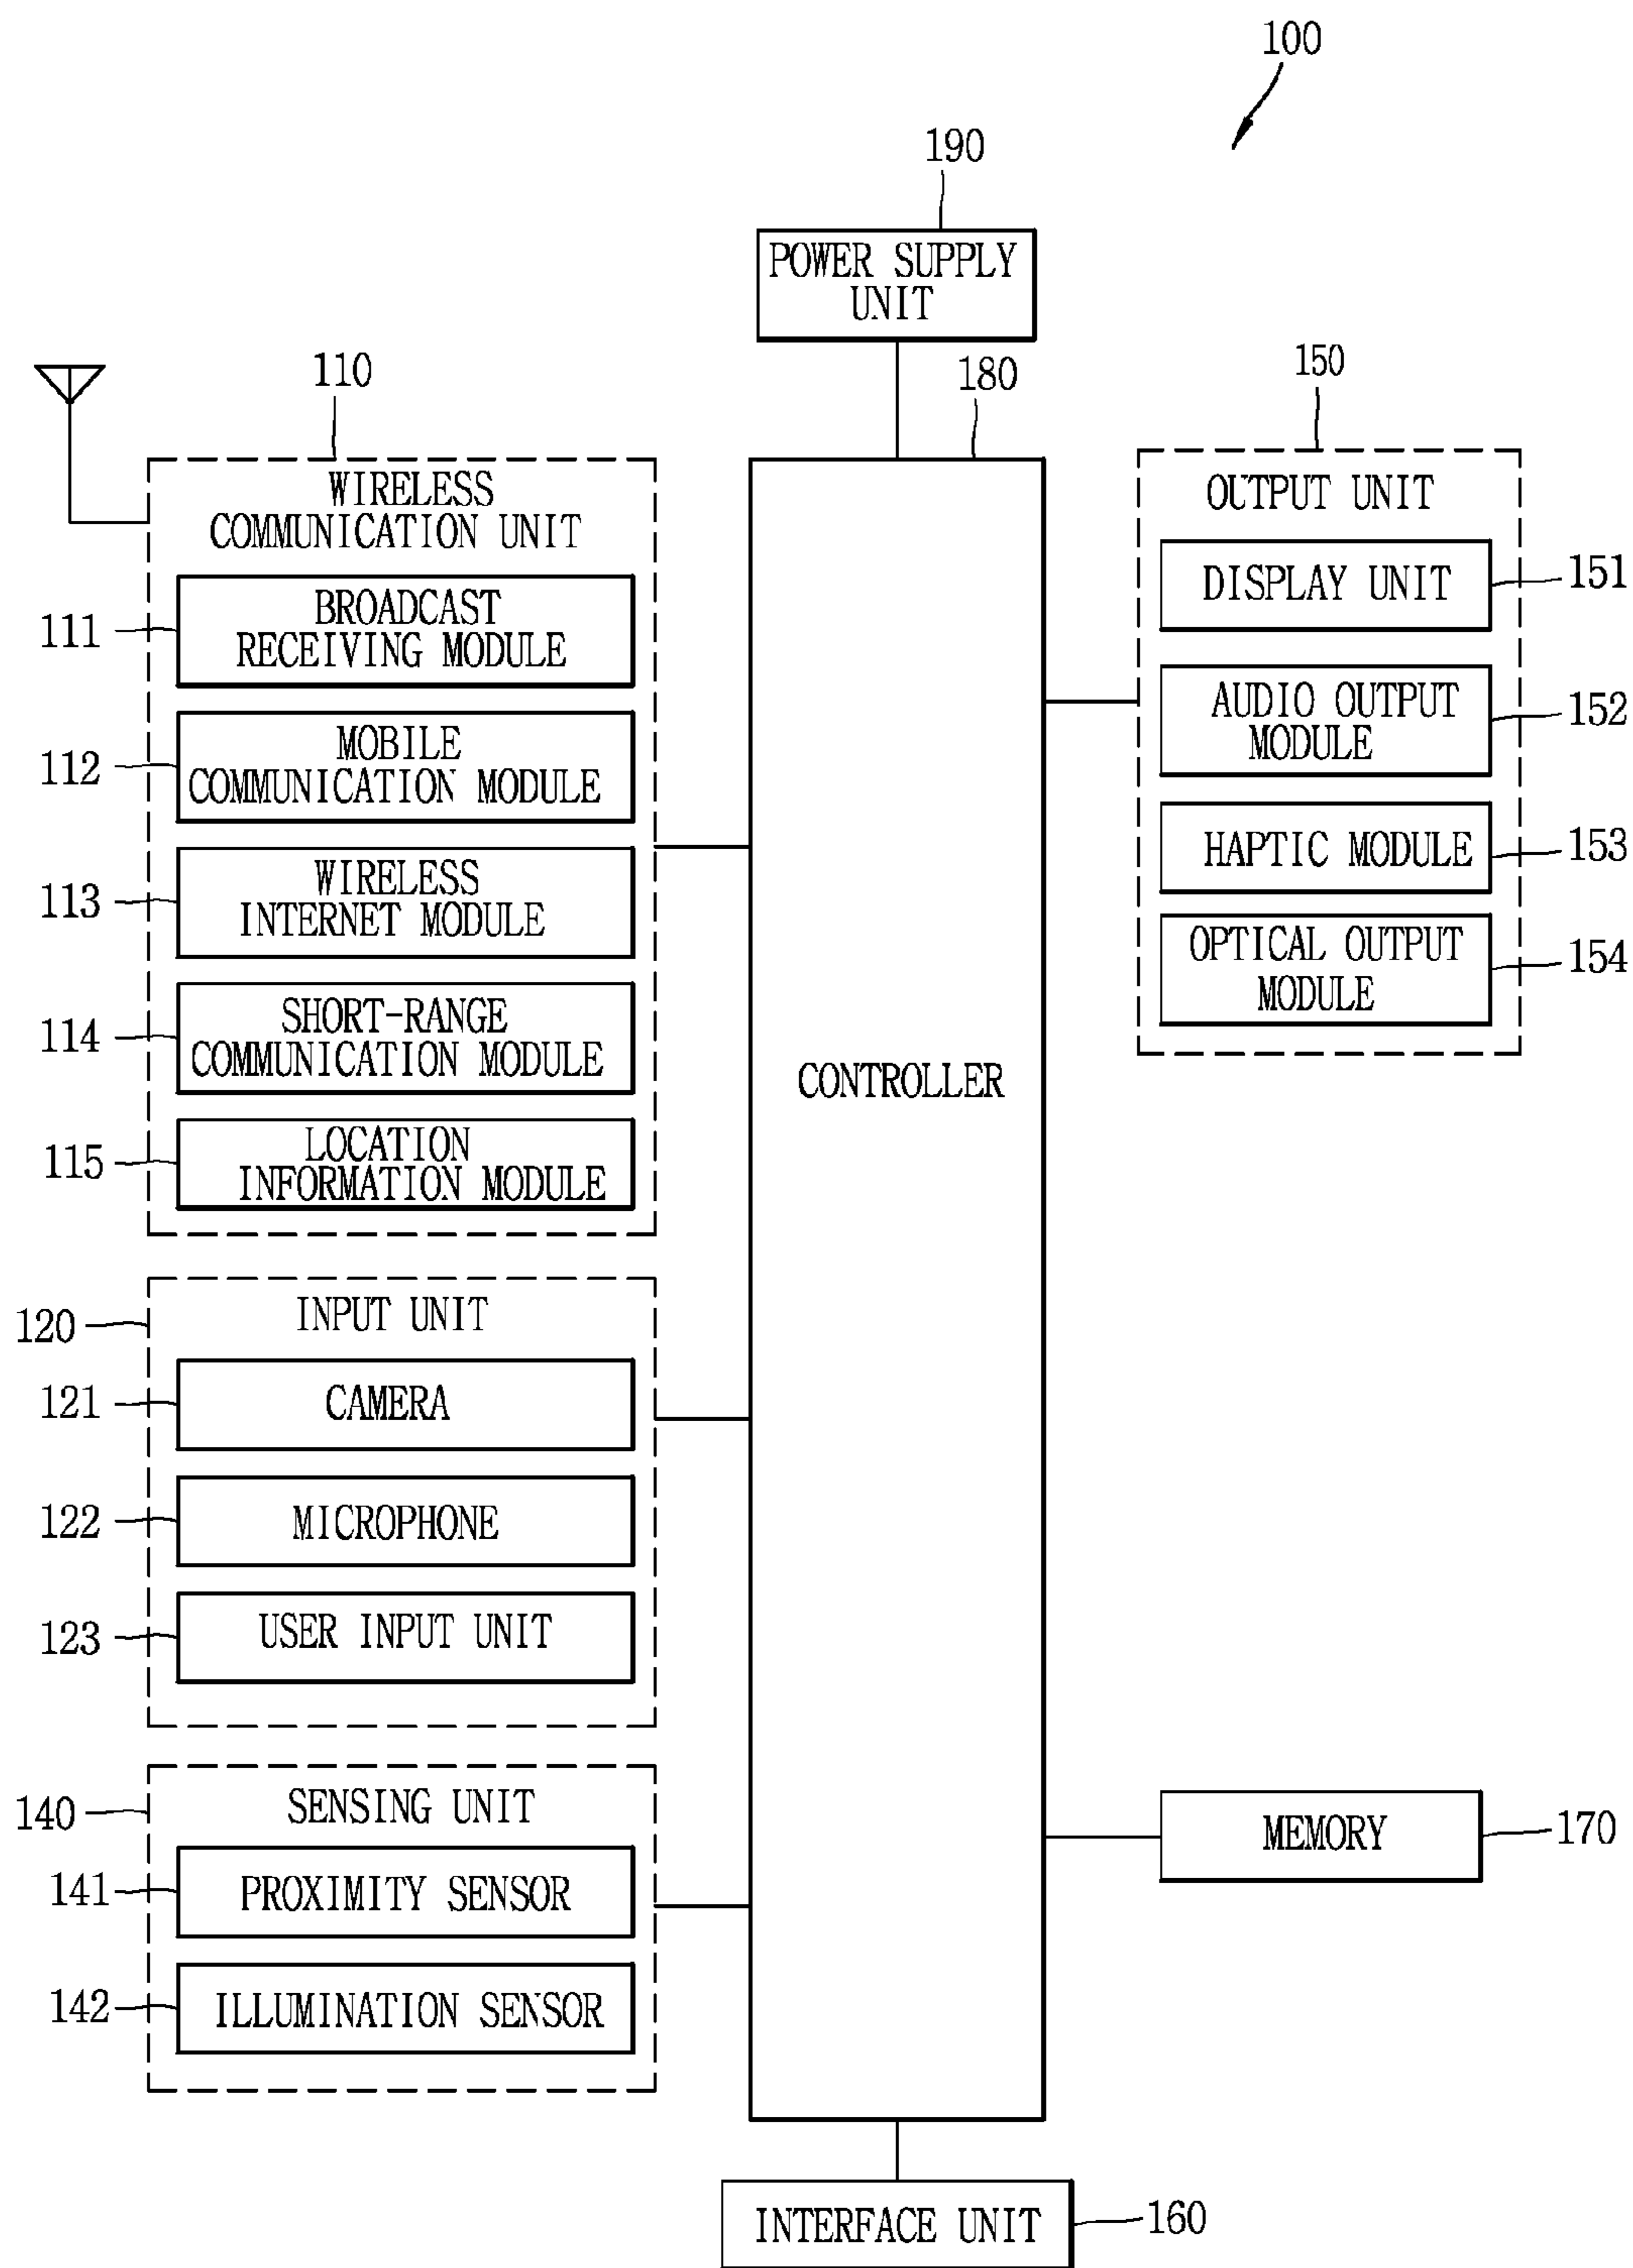 100
190
POWER SUPPLY
UNIT
110
180
150
WIRELESS
COMMUNICATION UNIT
111
BROADCAST
RECEIVING MODULE
112
MOBILE
COMMUNICATION MODULE
113
WIRELESS
INTERNET MODULE
114
SHORT-RANGE
COMMUNICATION MODULE
115
LOCATION
INFORMATION MODULE
120
INPUT UNIT
121
CAMERA
122
MICROPHONE
123
USER INPUT UNIT
140
SENSING UNIT
141
PROXIMITY SENSOR
142
ILLUMINATION SENSOR
CONTROLLER
OUTPUT UNIT
DISPLAY UNIT
151
AUDIO OUTPUT
MODULE
152
HAPTIC MODULE
153
OPTICAL OUTPUT
MODULE
154
MEMORY
170
INTERFACE UNIT
160